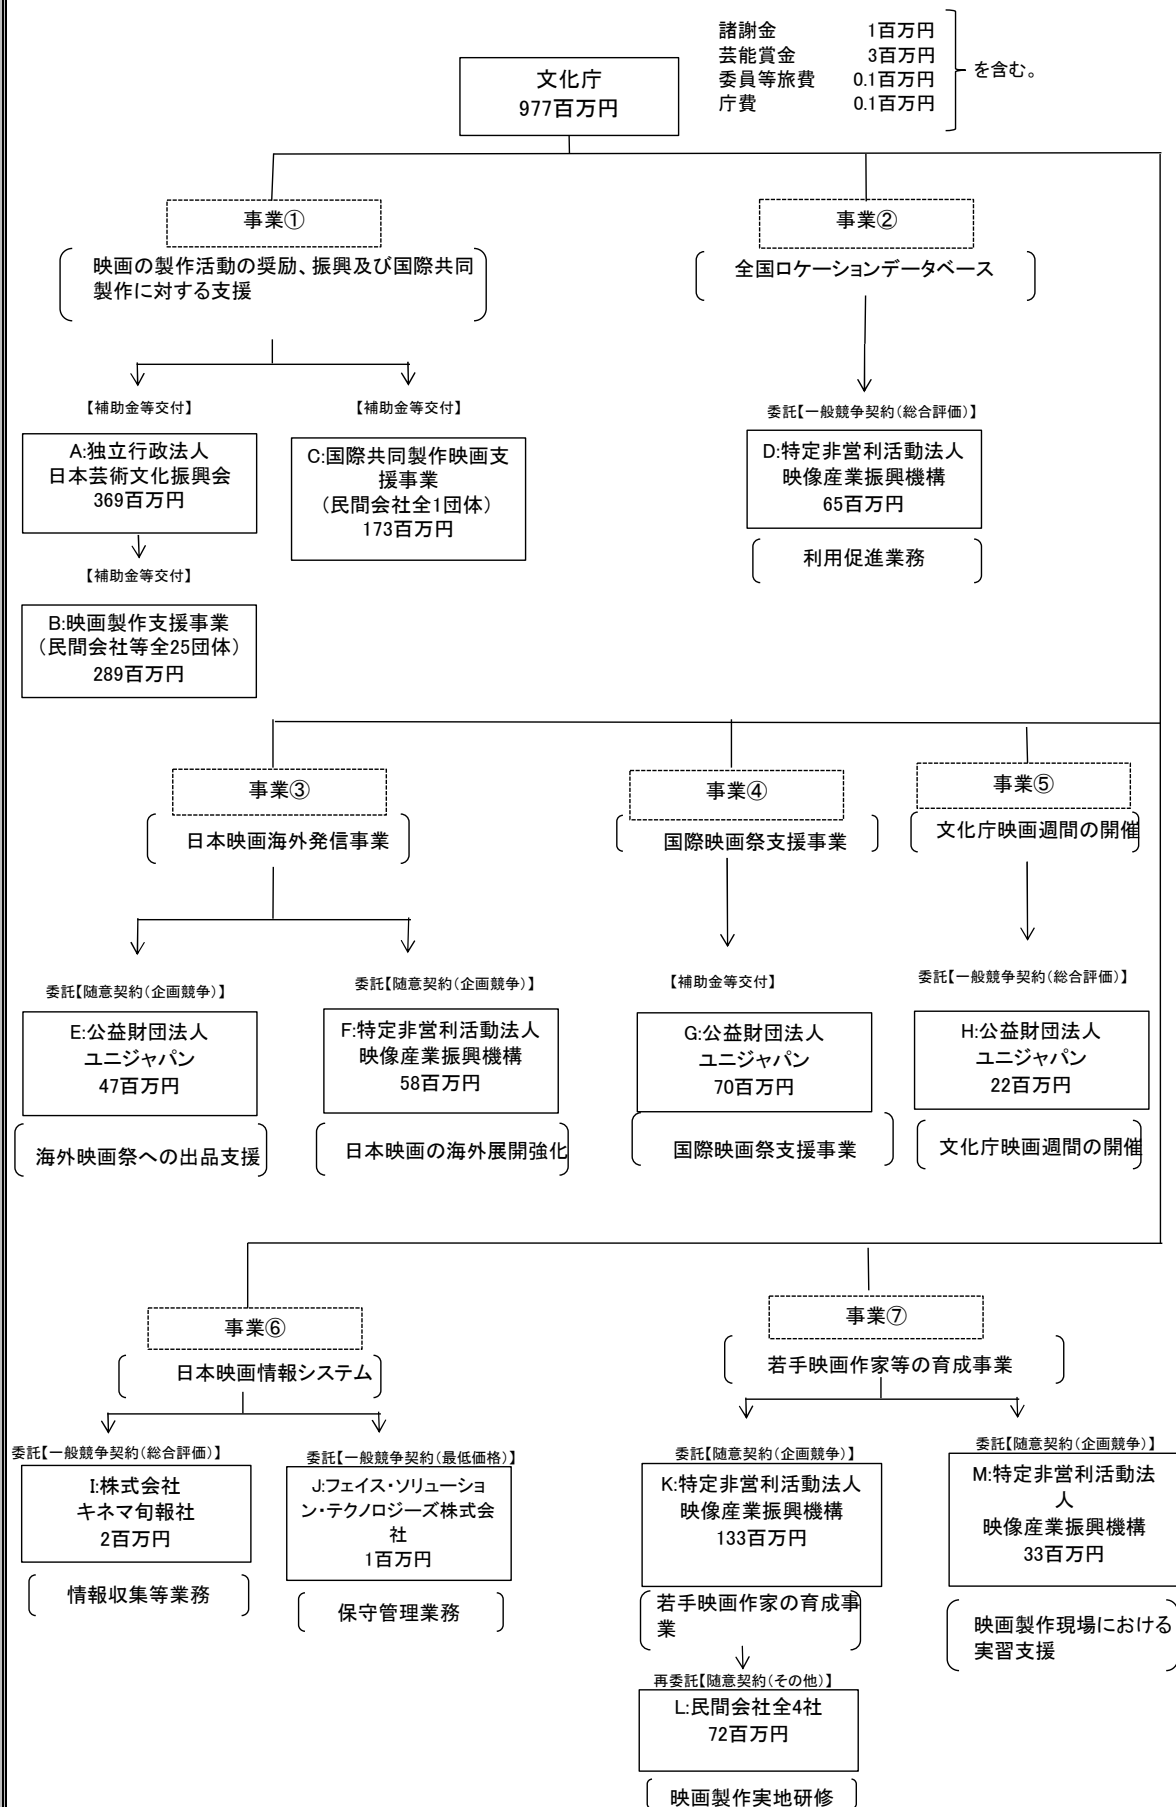 諸謝金 1百万円
芸能賞金 3百万円
委員等旅費 0.1百万円
庁費 0.1百万円
を含む。
文化庁
977百万円
事業①
映画の製作活動の奨励、振興及び国際共同
製作に対する支援
事業②
全国ロケーションデータベース
【補助金等交付】
A:独立行政法人
日本芸術文化振興会
369百万円
【補助金等交付】
C:国際共同製作映画支
援事業
(民間会社全1団体)
173百万円
委託【一般競争契約(総合評価)】
D:特定非営利活動法人
映像産業振興機構
65百万円
利用促進業務
【補助金等交付】
B:映画製作支援事業
(民間会社等全25団体)
289百万円
事業③
日本映画海外発信事業
事業④
国際映画祭支援事業
事業⑤
文化庁映画週間の開催
委託【随意契約(企画競争)】
E:公益財団法人
ユニジャパン
47百万円
海外映画祭への出品支援
委託【随意契約(企画競争)】
F:特定非営利活動法人
映像産業振興機構
58百万円
日本映画の海外展開強化
【補助金等交付】
G:公益財団法人
ユニジャパン
70百万円
国際映画祭支援事業
委託【一般競争契約(総合評価)】
H:公益財団法人
ユニジャパン
22百万円
文化庁映画週間の開催
事業⑥
日本映画情報システム
事業⑦
若手映画作家等の育成事業
委託【一般競争契約(総合評価)】
I:株式会社
キネマ旬報社
2百万円
情報収集等業務
委託【一般競争契約(最低価格)】
J:フェイス・ソリューショ
ン・テクノロジーズ株式会
社
1百万円
保守管理業務
委託【随意契約(企画競争)】
K:特定非営利活動法人
映像産業振興機構
133百万円
若手映画作家の育成事
業
委託【随意契約(企画競争)】
M:特定非営利活動法
人
映像産業振興機構
33百万円
映画製作現場における
実習支援
再委託【随意契約(その他)】
L:民間会社全4社
72百万円
映画製作実地研修